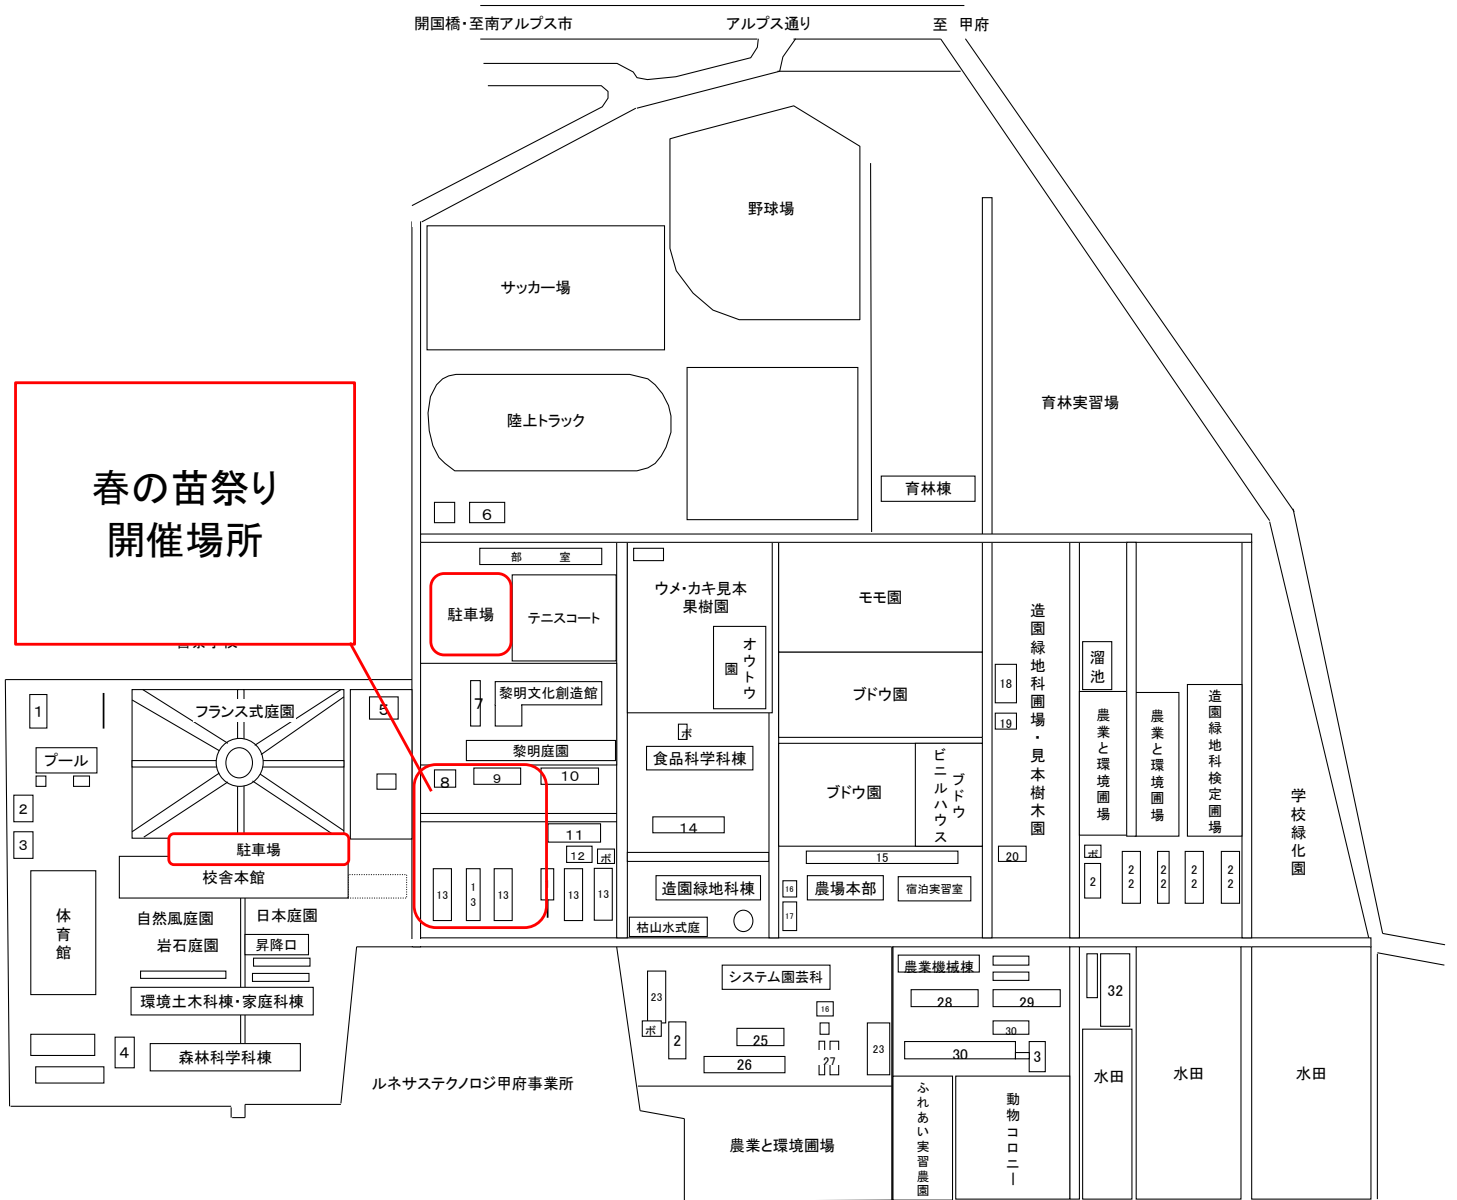 開国橋・至南アルプス市
アルプス通り
至 甲府
野球場
サッカー場
陸上トラック
育林実習場
春の苗祭り
開催場所
育林棟
6
部 室
駐車場
テニスコート
ウメ・カキ見本
果樹園
オウトウ
園
モモ園
造園緑地科圃場・見本樹木園
溜池
18
19
20
7
黎明文化創造館
黎明庭園
8
9
10
11
12
ボ
13
13
13
13
13
ボ
食品科学科棟
14
造園緑地科棟
枯山水式庭
ブドウ園
ブドウ園
ブドウ
ビニルハウス
15
16
17
農場本部
宿泊実習室
農業と環境圃場
農業と環境圃場
造園緑地科検定圃場
学校緑化園
ボ
2
22
22
22
22
1
フランス式庭園
5
プール
2
3
駐車場
校舎本館
体育館
自然風庭園
日本庭園
岩石庭園
昇降口
環境土木科棟・家庭科棟
4
森林科学科棟
ルネサステクノロジ甲府事業所
システム園芸科
23
ボ
2
16
25
26
27
23
農業機械棟
28
29
30
30
3
32
農業と環境圃場
ふれあい実習農園
動物コロニー
水田
水田
水田